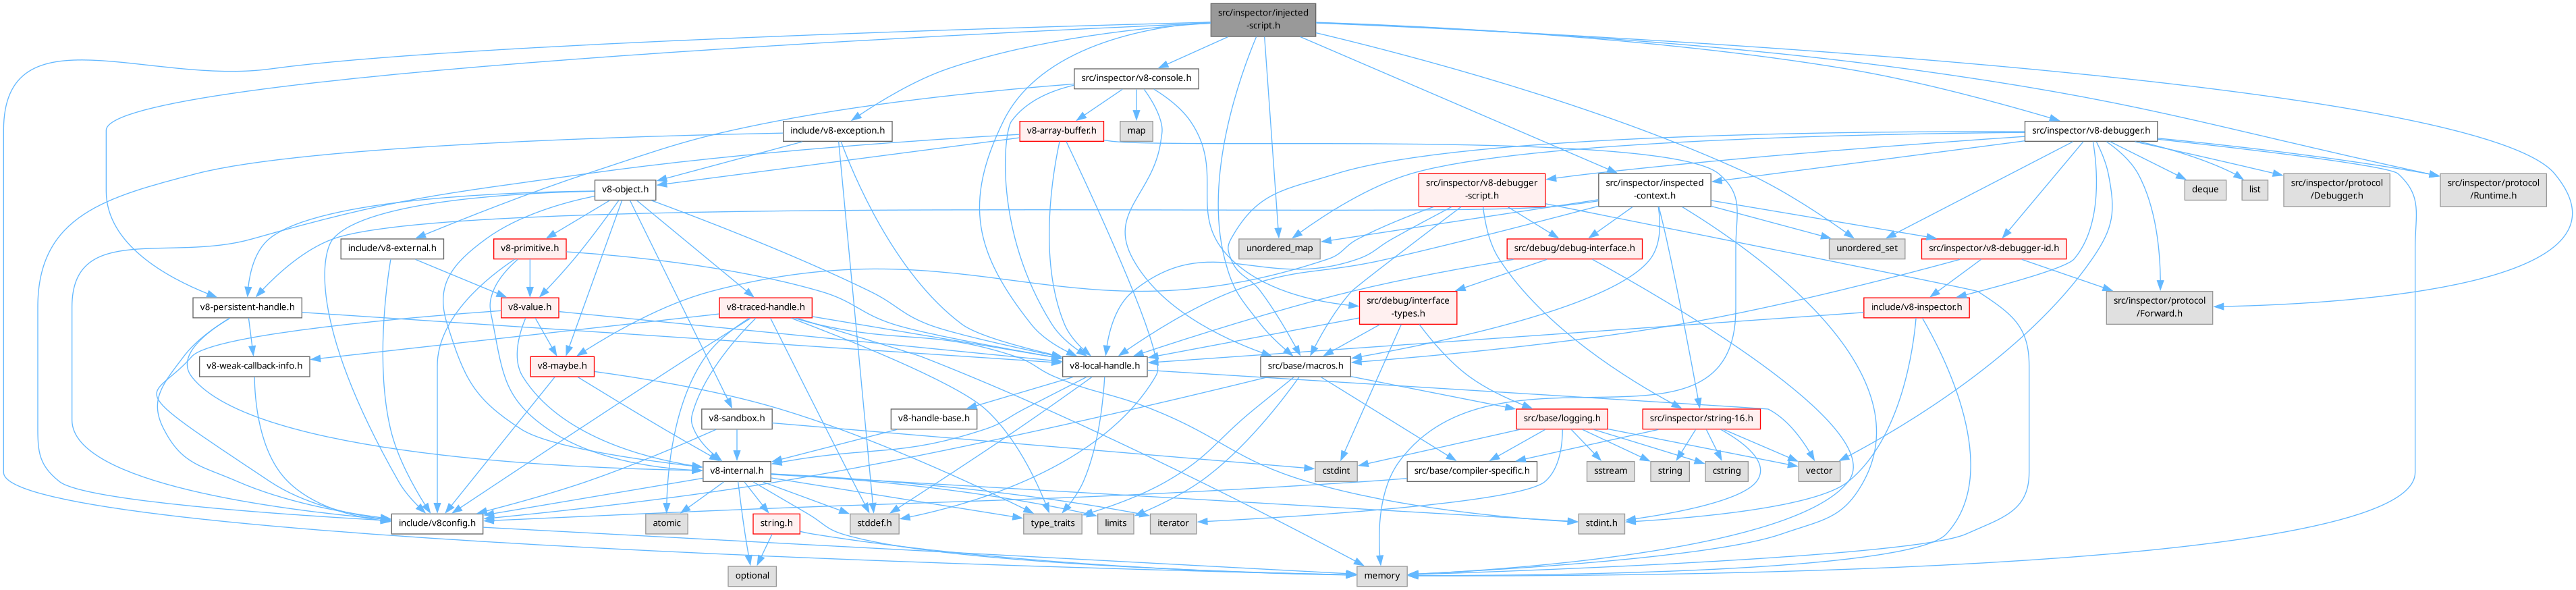 src/inspector/injected
-script.h
src/inspector/v8-console.h
include/v8-exception.h
v8-array-buffer.h
map
src/inspector/v8-debugger.h
v8-object.h
src/inspector/v8-debugger
-script.h
src/inspector/inspected
-context.h
deque
list
src/inspector/protocol
/Debugger.h
src/inspector/protocol
/Runtime.h
include/v8-external.h
v8-primitive.h
unordered_map
src/debug/debug-interface.h
unordered_set
src/inspector/v8-debugger-id.h
v8-persistent-handle.h
v8-value.h
v8-traced-handle.h
src/debug/interface
-types.h
include/v8-inspector.h
src/inspector/protocol
/Forward.h
v8-weak-callback-info.h
v8-maybe.h
v8-local-handle.h
src/base/macros.h
v8-sandbox.h
v8-handle-base.h
src/base/logging.h
src/inspector/string-16.h
v8-internal.h
cstdint
src/base/compiler-specific.h
sstream
string
cstring
vector
include/v8config.h
atomic
string.h
stddef.h
type_traits
limits
iterator
stdint.h
optional
memory